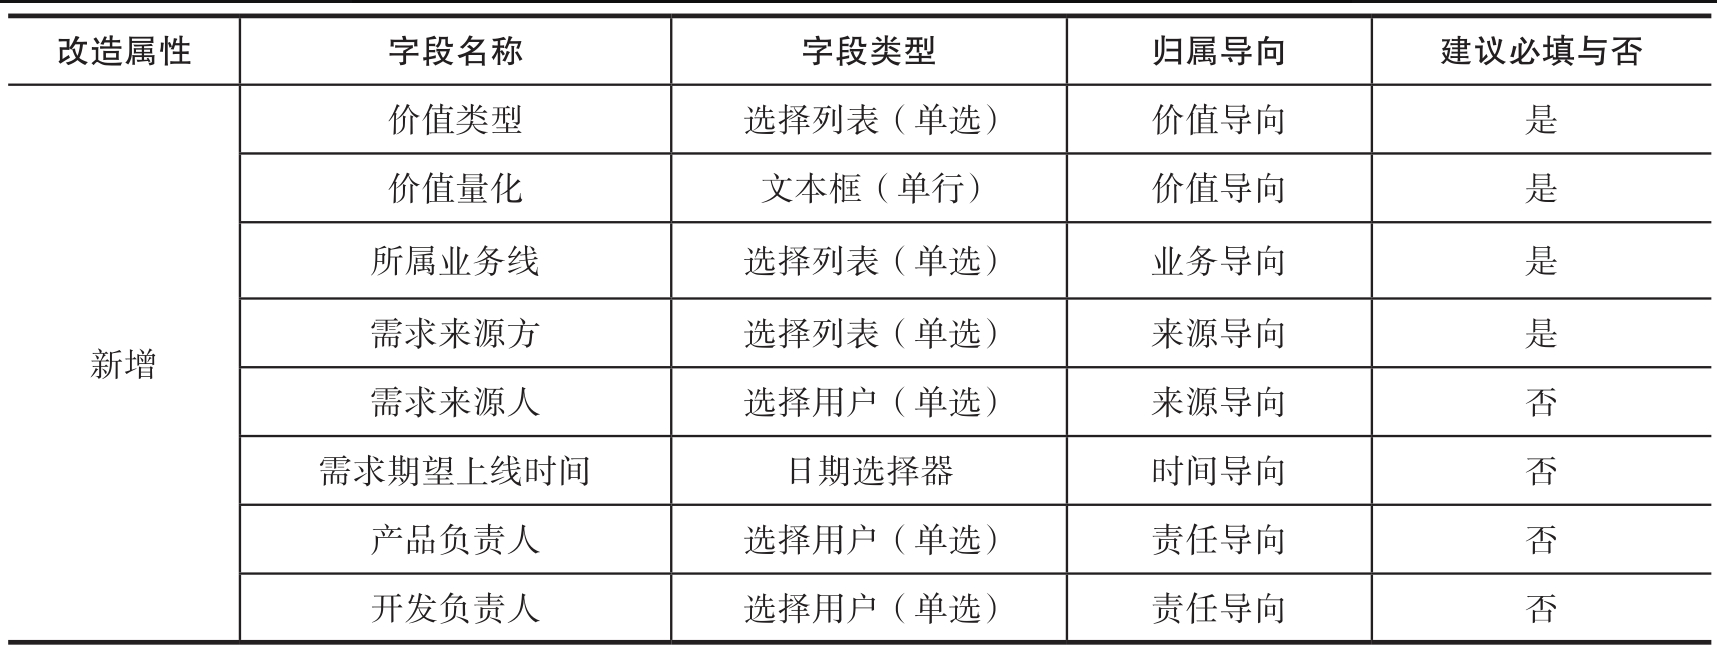 改造属性 字段名称 字段类型 归属导向 建议必填与否
新增 价值类型 选择列表（单选） 价值导向 是
价值量化 文本框（单行） 价值导向 是
所属业务线 选择列表（单选） 业务导向 是
需求来源方 选择列表（单选） 来源导向 是
需求来源人 选择用户（单选） 来源导向 否
需求期望上线时间 日期选择器 时间导向 否
产品负责人 选择用户（单选） 责任导向 否
开发负责人 选择用户（单选） 责任导向 否